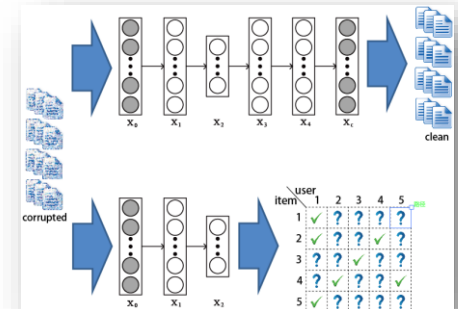 X₀ X₁ X₂ X₃ X₄ X_c
clean
corrupted
user
item 1 2 3 4 5
1 ✓ ? ? ? ?
2 ✓ ? ? ✓ ?
3 ? ? ✓ ? ?
4 ? ✓ ? ? ✓
5 ✓ ? ? ? ?
X₀ X₁ X₂